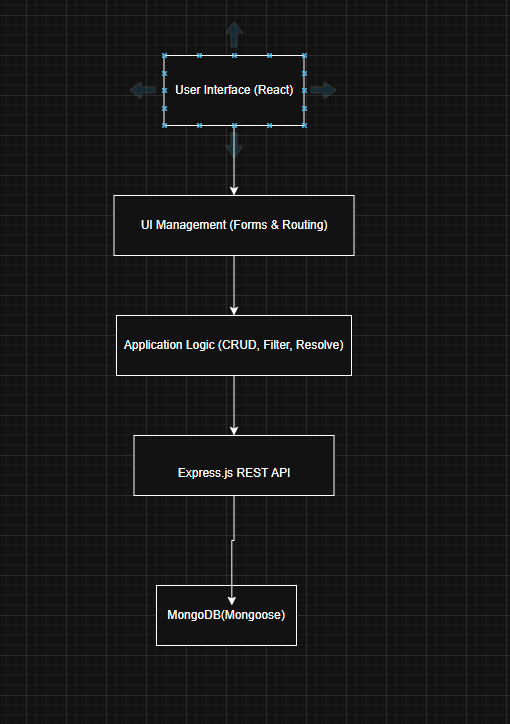 User Interface (React)
UI Management (Forms & Routing)
Application Logic (CRUD, Filter, Resolve)
Express.js REST API
MongoDB(Mongoose)